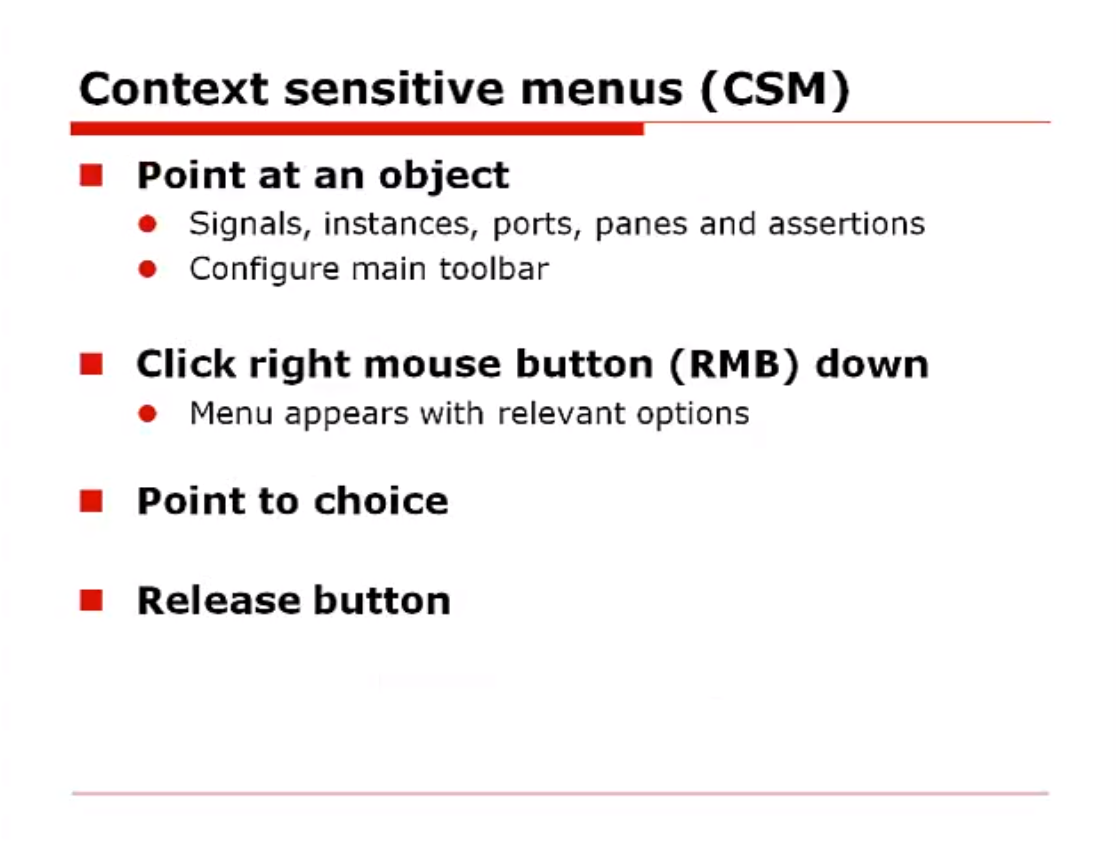 Context sensitive menus (CSM)
Point at an object
Signals, instances, ports, panes and assertions
Configure main toolbar
Click right mouse button (RMB) down
Menu appears with relevant options
Point to choice
Release button